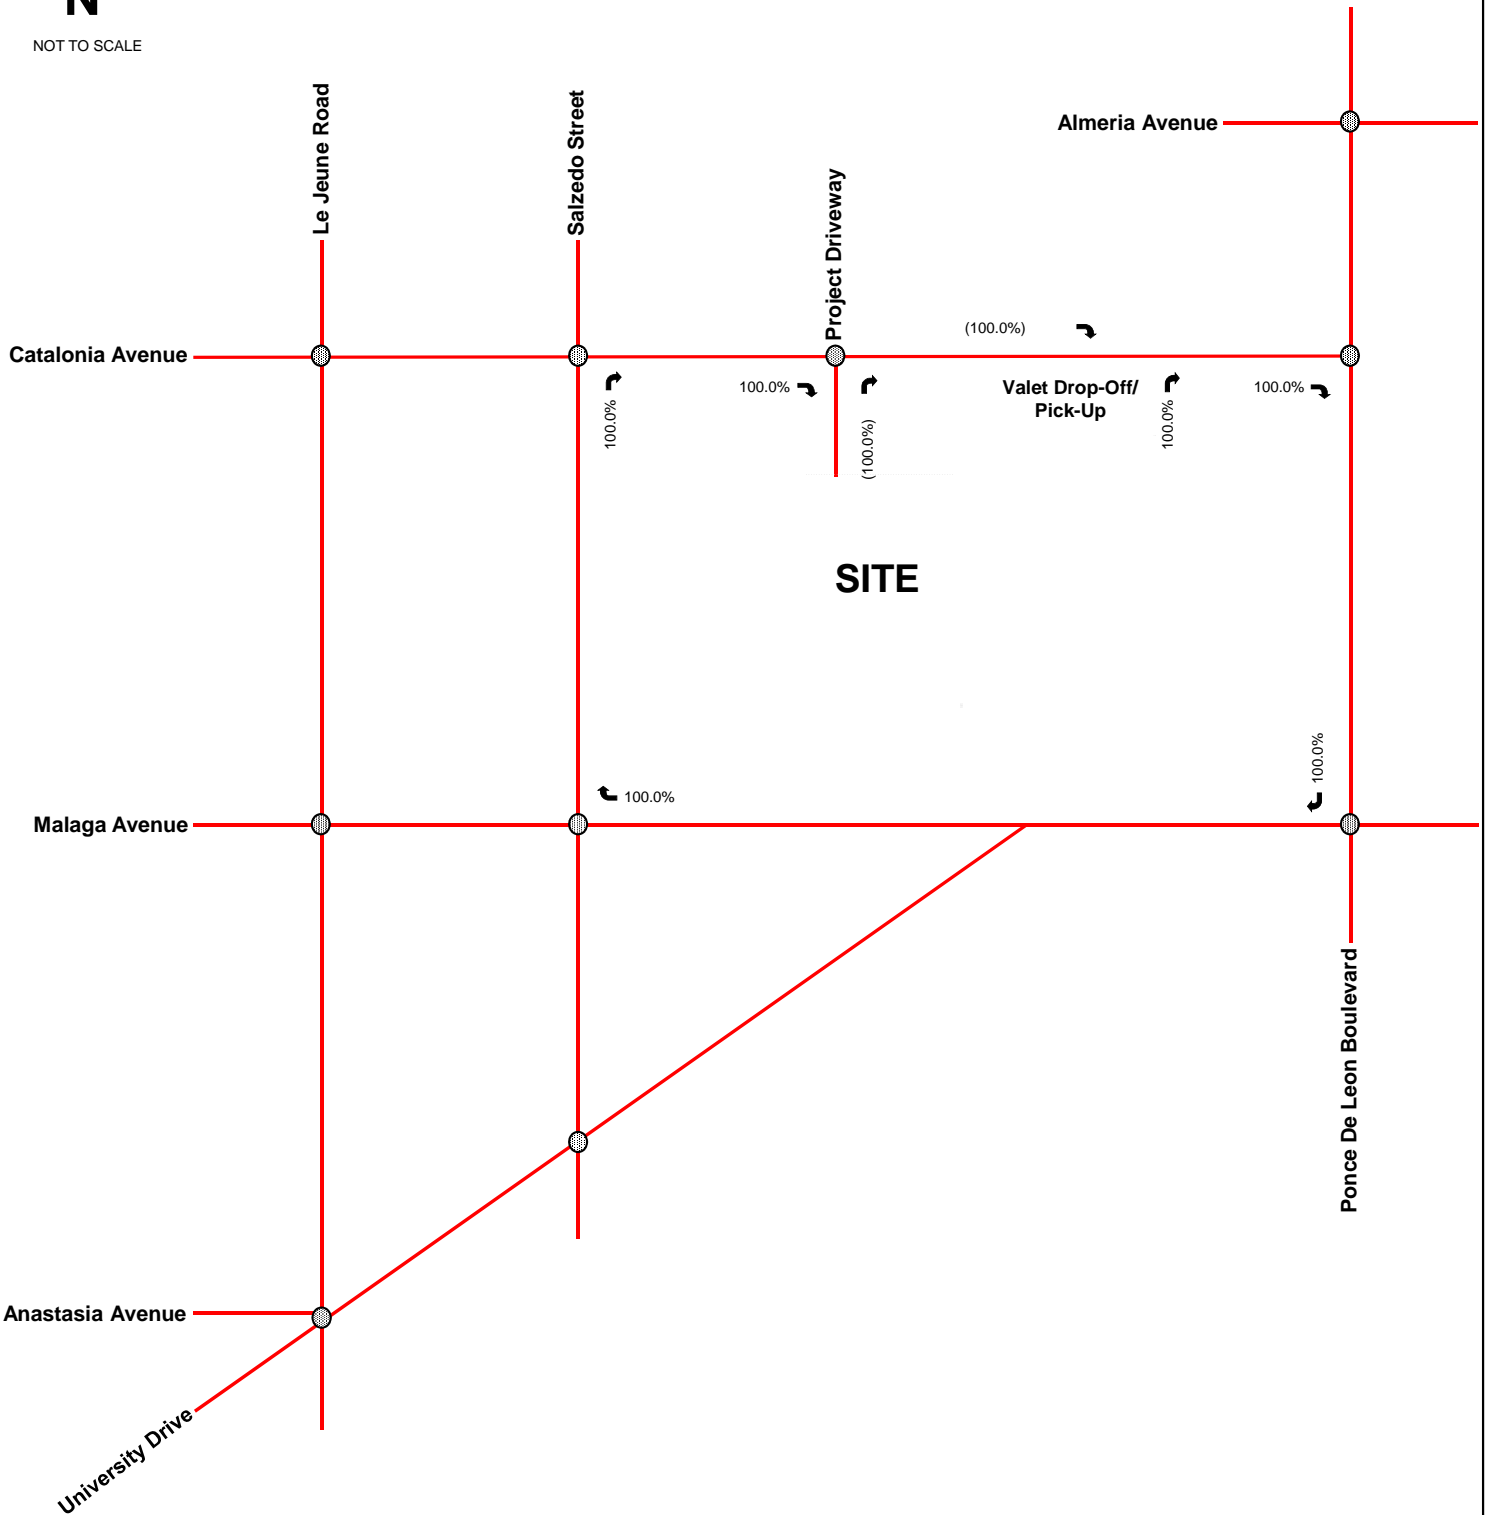 N
NOT TO SCALE
Le Jeune Road
Salzedo Street
Almeria Avenue
Project Driveway
(100.0%)
Catalonia Avenue
100.0%
100.0%
(100.0%)
Valet Drop-Off/
Pick-Up
100.0%
100.0%
SITE
100.0%
100.0%
Malaga Avenue
Ponce De Leon Boulevard
Anastasia Avenue
University Drive